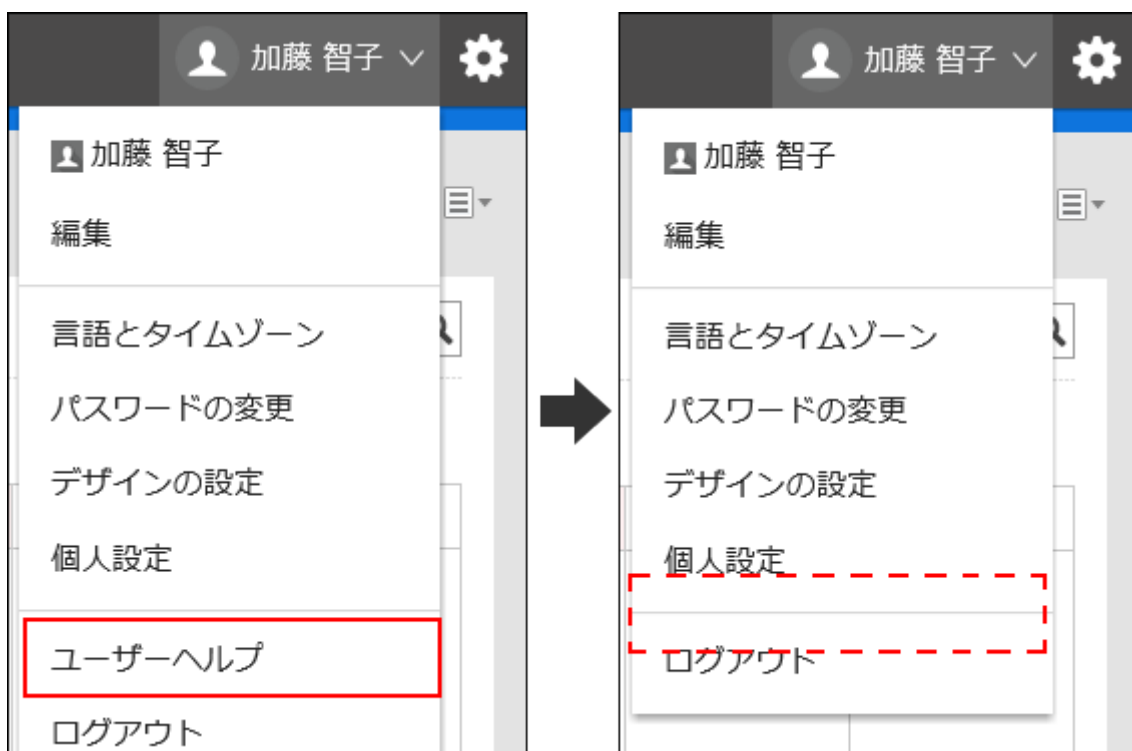 加藤 智子
加藤 智子
編集
言語とタイムゾーン
パスワードの変更
デザインの設定
個人設定
ユーザーヘルプ
ログアウト
加藤 智子
加藤 智子
編集
言語とタイムゾーン
パスワードの変更
デザインの設定
個人設定
ログアウト